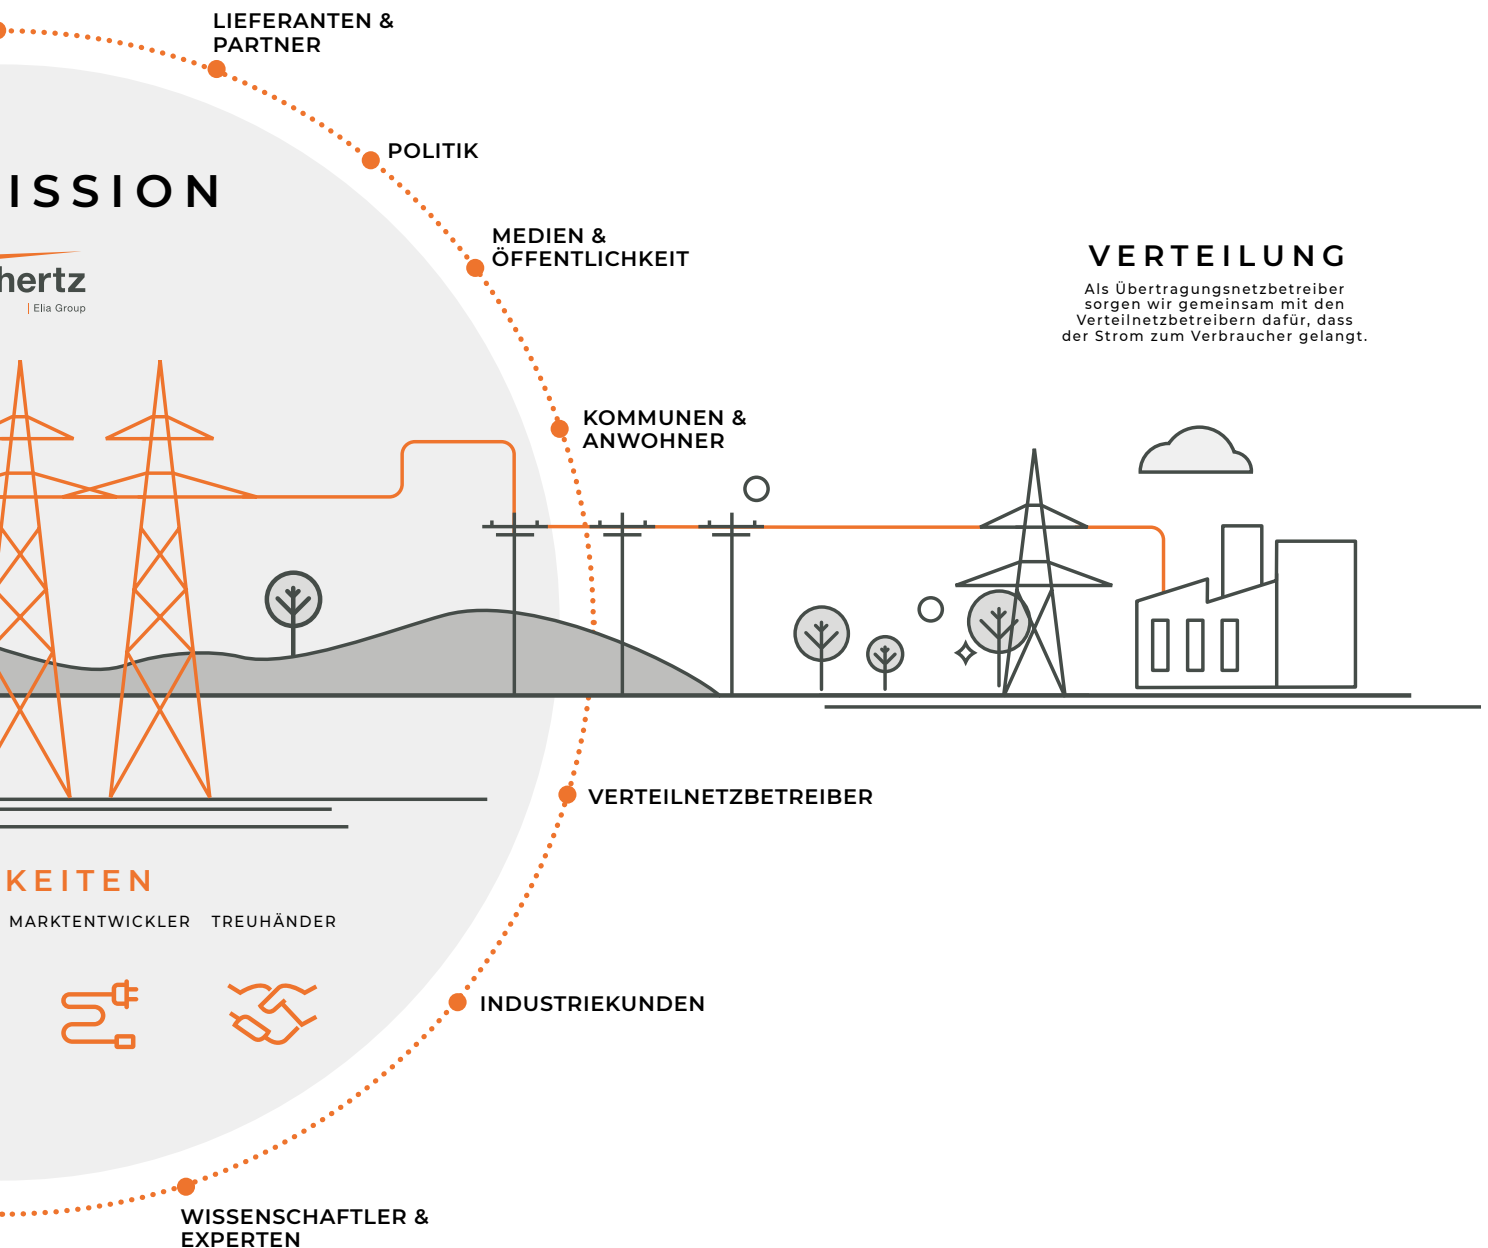 LIEFERANTEN &
PARTNER
POLITIK
ISSION
MEDIEN &
ÖFFENTLICHKEIT
hertz
Elia Group
VERTEILUNG
Als Übertragungsnetzbetreiber
sorgen wir gemeinsam mit den
Verteilnetzbetreibern dafür, dass
der Strom zum Verbraucher gelangt.
KOMMUNEN &
ANWOHNER
VERTEILNETZBETREIBER
KEITEN
MARKTENTWICKLER TREUHÄNDER
INDUSTRIEKUNDEN
WISSENSCHAFTLER &
EXPERTEN